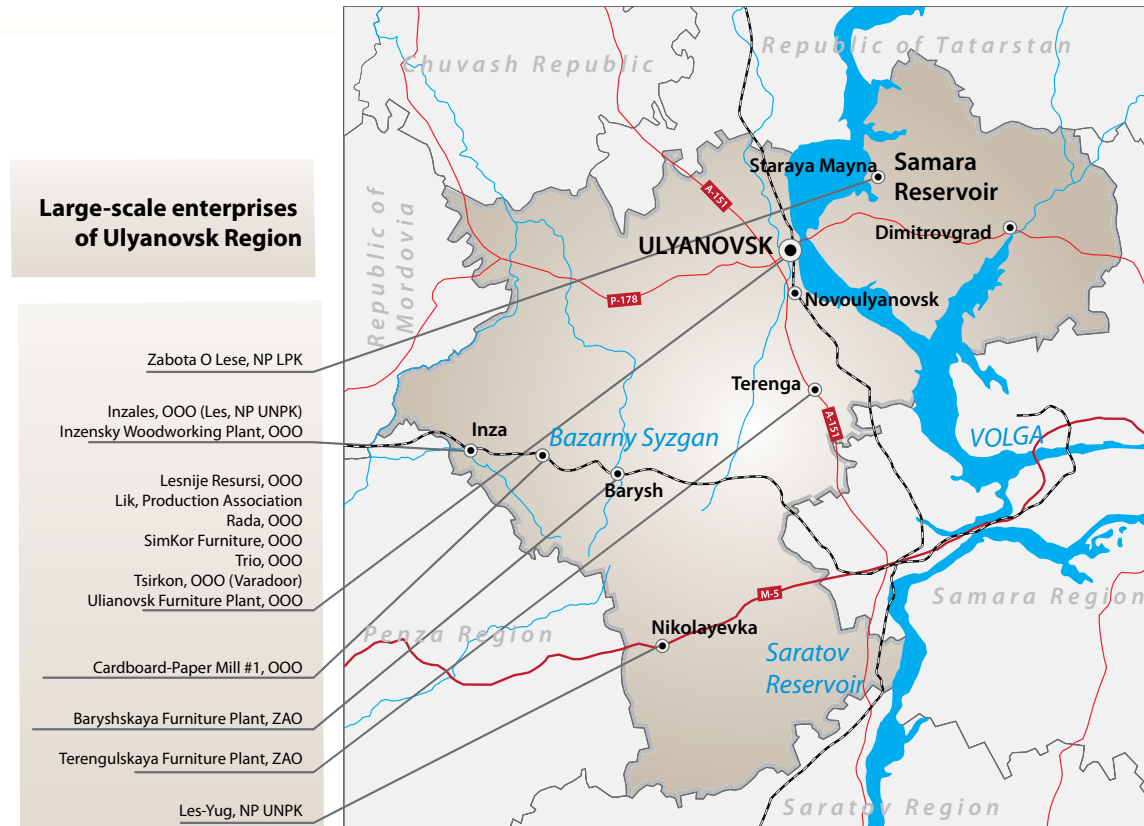 Large-scale enterprises
of Ulyanovsk Region
Zabota O Lese, NP LPK
Inzales, OOO (Les, NP UNPK)
Inzensky Woodworking Plant, OOO
Lesnije Resursi, OOO
Lik, Production Association
Rada, OOO
SimKor Furniture, OOO
Trio, OOO
Tsirkon, OOO (Varadoor)
Ulianovsk Furniture Plant, OOO
Cardboard-Paper Mill #1, OOO
Baryshskaya Furniture Plant, ZAO
Terengulskaya Furniture Plant, ZAO
Les-Yug, NP UNPK
Chuvash Republic
Republic of Tatarstan
Republic of
Mordovia
Staraya Mayna
Samara
Reservoir
A-151
Dimitrovgrad
ULYANOVSK
P-178
Novoulyanovsk
Terenga
A-151
Inza
Bazarny Syzgan
VOLGA
Barysh
M-5
Samara Region
Penza Region
Nikolayevka
Saratov
Reservoir
Saratov Region